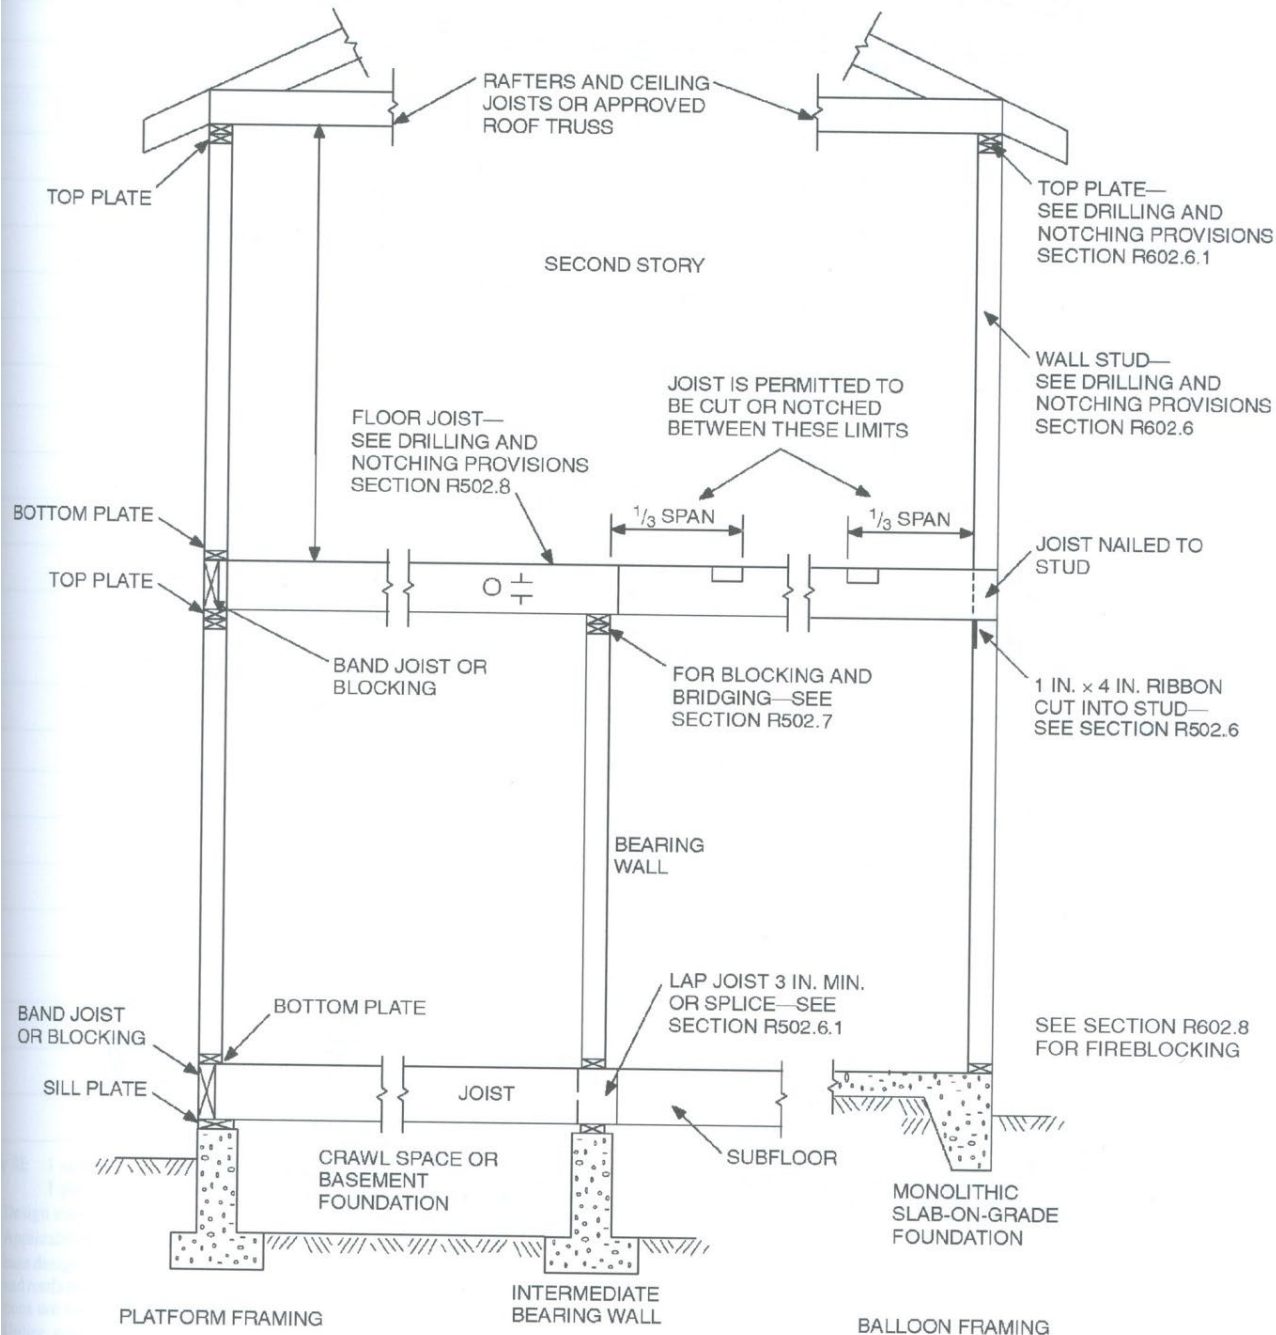 RAFTERS AND CEILING
JOISTS OR APPROVED
ROOF TRUSS
TOP PLATE
TOP PLATE—
SEE DRILLING AND
NOTCHING PROVISIONS
SECTION R602.6.1
SECOND STORY
WALL STUD—
SEE DRILLING AND
NOTCHING PROVISIONS
SECTION R602.6
JOIST IS PERMITTED TO
BE CUT OR NOTCHED
BETWEEN THESE LIMITS
FLOOR JOIST—
SEE DRILLING AND
NOTCHING PROVISIONS
SECTION R502.8
BOTTOM PLATE
1/3 SPAN
1/3 SPAN
JOIST NAILED TO
STUD
TOP PLATE
BAND JOIST OR
BLOCKING
FOR BLOCKING AND
BRIDGING—SEE
SECTION R502.7
1 IN. × 4 IN. RIBBON
CUT INTO STUD—
SEE SECTION R502.6
BEARING
WALL
LAP JOIST 3 IN. MIN.
OR SPLICE—SEE
SECTION R502.6.1
BAND JOIST
OR BLOCKING
BOTTOM PLATE
SEE SECTION R602.8
FOR FIREBLOCKING
SILL PLATE
JOIST
SUBFLOOR
CRAWL SPACE OR
BASEMENT
FOUNDATION
MONOLITHIC
SLAB-ON-GRADE
FOUNDATION
INTERMEDIATE
BEARING WALL
PLATFORM FRAMING
BALLOON FRAMING